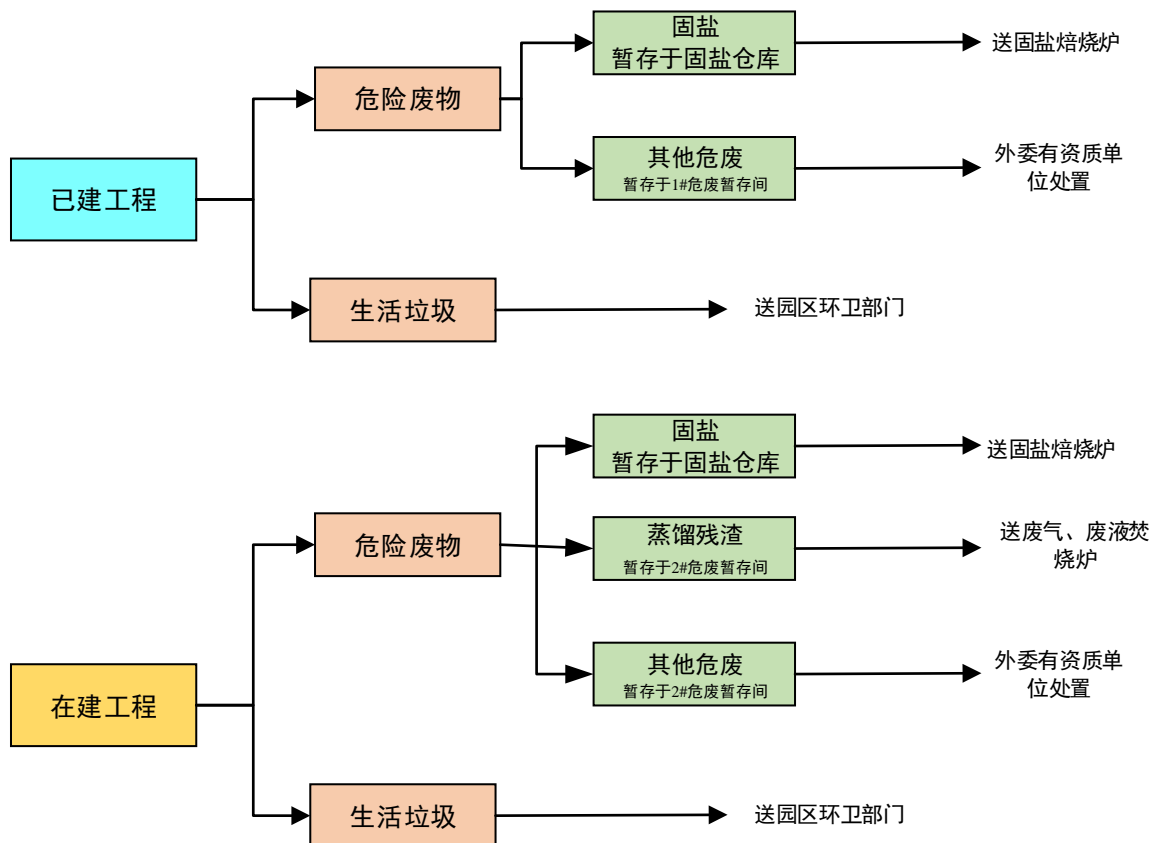 固盐
暂存于固盐仓库
送固盐焙烧炉
危险废物
其他危废
暂存于1#危废暂存间
外委有资质单
位处置
已建工程
生活垃圾
送园区环卫部门
固盐
暂存于固盐仓库
送固盐焙烧炉
危险废物
蒸馏残渣
暂存于2#危废暂存间
送废气、废液焚
烧炉
其他危废
暂存于2#危废暂存间
外委有资质单
位处置
在建工程
生活垃圾
送园区环卫部门